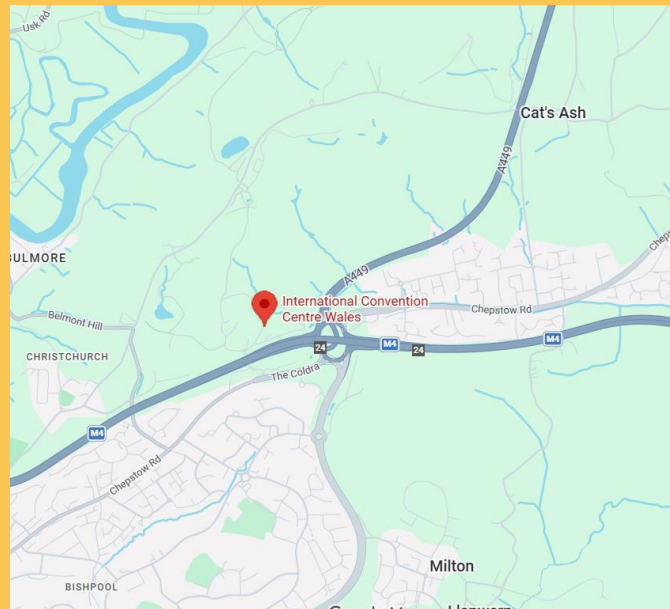 Usk Rd
Cat's Ash
A449
BULMORE
A449
International Convention
Centre Wales
Chepstow Rd
Belmont Hill
24
M4
24
M4
CHRISTCHURCH
The Coldra
M4
Chepstow Rd
Milton
BISHPOOL